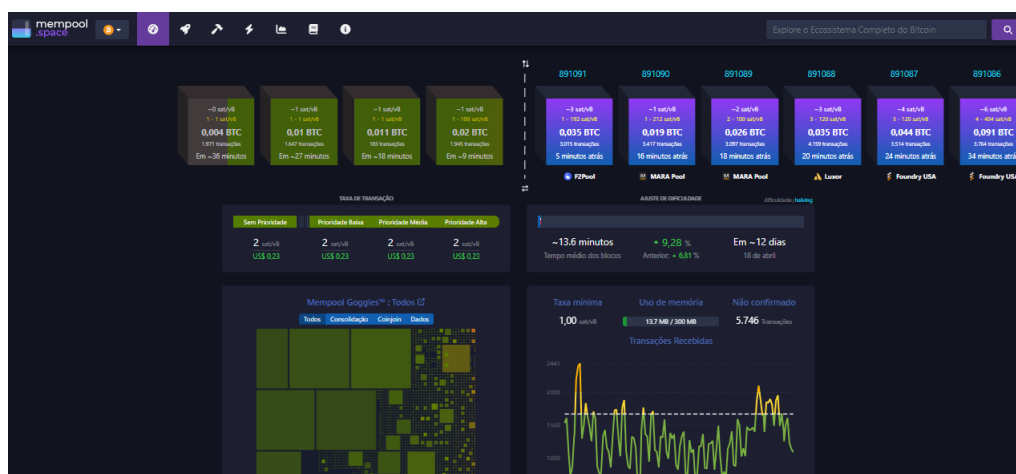 mempool
.space
Explore o Ecossistema Completo do Bitcoin
891091
891090
891089
891088
891087
891086
~0 sat/vB
1 - 1 sat/vB
0,004 BTC
1.971 transações
Em ~36 minutos
~1 sat/vB
1 - 1 sat/vB
0,01 BTC
1.647 transações
Em ~27 minutos
~1 sat/vB
1 - 1 sat/vB
0,011 BTC
183 transações
Em ~18 minutos
~1 sat/vB
1 - 100 sat/vB
0,02 BTC
1.945 transações
Em ~9 minutos
~3 sat/vB
1 - 192 sat/vB
0,035 BTC
3.015 transações
5 minutos atrás
F2Pool
~1 sat/vB
1 - 212 sat/vB
0,019 BTC
3.417 transações
16 minutos atrás
MARA Pool
~2 sat/vB
2 - 100 sat/vB
0,026 BTC
3.097 transações
18 minutos atrás
MARA Pool
~3 sat/vB
3 - 120 sat/vB
0,035 BTC
4.159 transações
20 minutos atrás
Luxor
~4 sat/vB
3 - 120 sat/vB
0,044 BTC
3.514 transações
24 minutos atrás
Foundry USA
~6 sat/vB
4 - 404 sat/vB
0,091 BTC
3.764 transações
34 minutos atrás
Foundry USA
TAXA DE TRANSAÇÃO
Sem Prioridade Prioridade Baixa Prioridade Média Prioridade Alta
2 sat/vB 2 sat/vB 2 sat/vB 2 sat/vB
US$ 0,23 US$ 0,23 US$ 0,23 US$ 0,23
AJUSTE DE DIFICULDADE
dificuldade | halving
~13.6 minutos 9,28 % Em ~12 dias
Tempo médio dos blocos Anterior: 6,81 % 18 de abril
Mempool Goggles™ : Todos
Todos Consolidação Coinjoin Dados
Taxa mínima Uso de memória Não confirmado
1,00 sat/vB 13.7 MB / 300 MB 5.746 Transações
Transações Recebidas
2441
2000
1500
1000